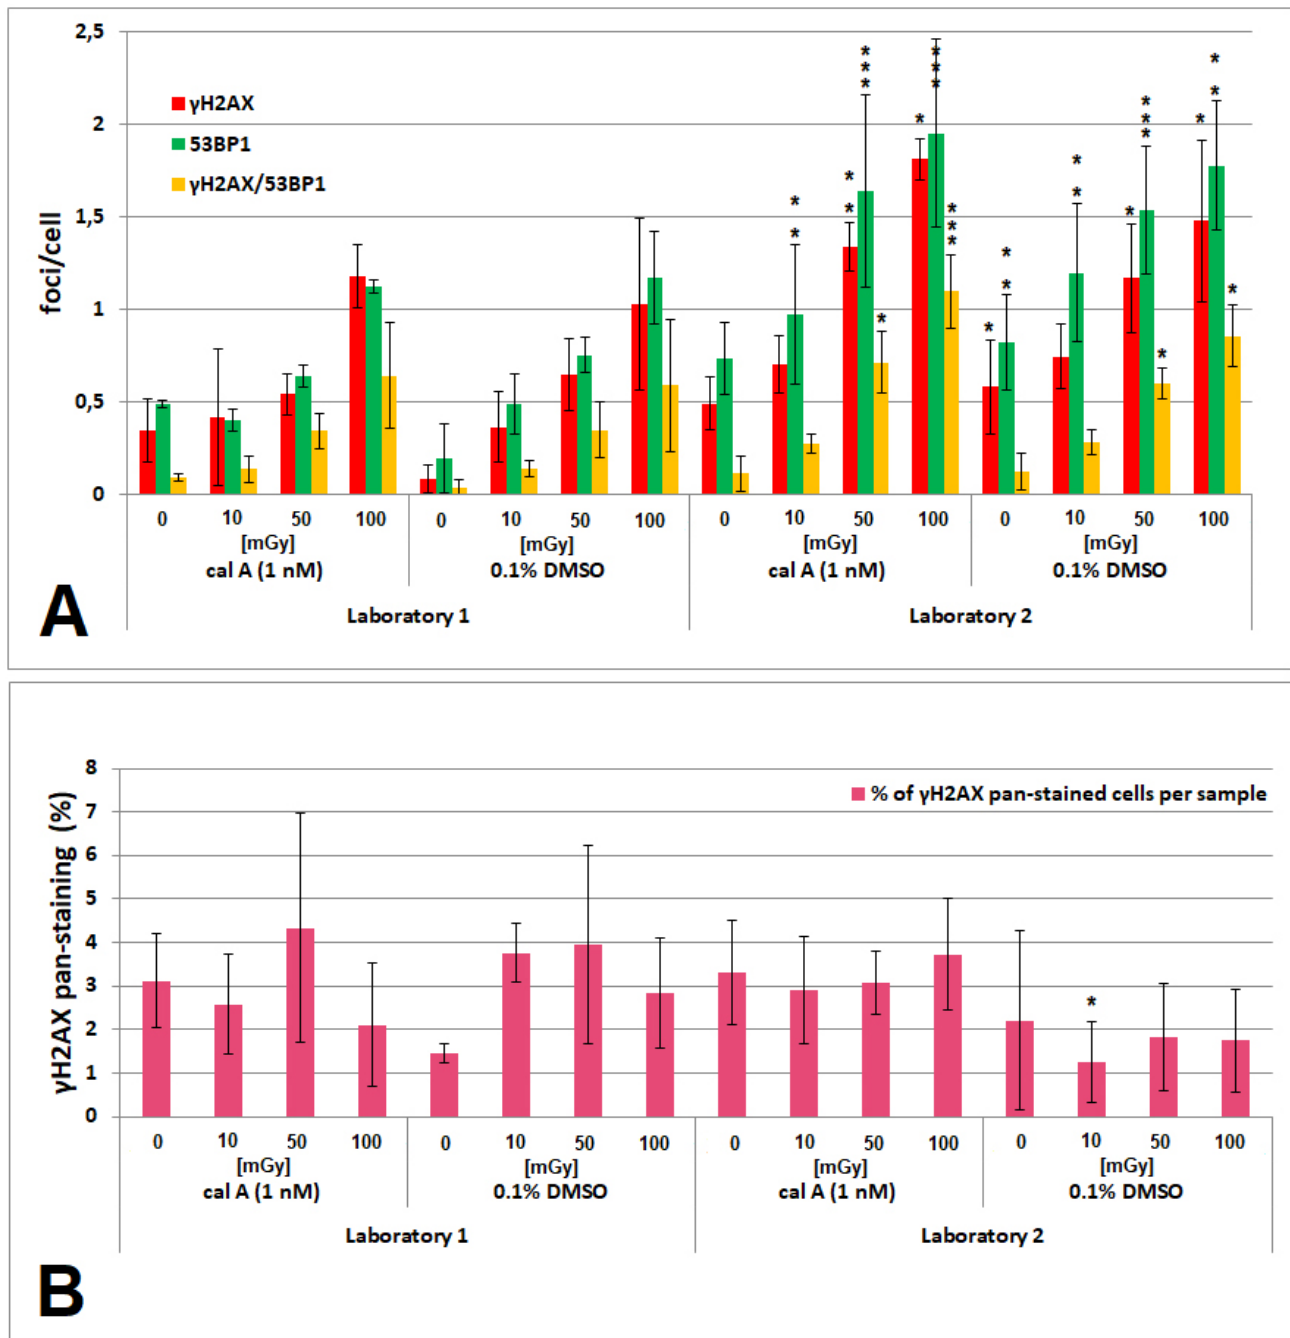 2,5
2
1,5
1
0,5
0
foci/cell
γH2AX
53BP1
γH2AX/53BP1
* * * * * * * * * * * * * * * * * * * * * * * * * * * * * * * *
0 10 50 100 0 10 50 100 0 10 50 100 0 10 50 100
[mGy] [mGy] [mGy] [mGy]
cal A (1 nM) 0.1% DMSO cal A (1 nM) 0.1% DMSO
Laboratory 1 Laboratory 2
A
8
7
6
5
4
3
2
1
0
γH2AX pan-staining (%)
% of γH2AX pan-stained cells per sample
*
0 10 50 100 0 10 50 100 0 10 50 100 0 10 50 100
[mGy] [mGy] [mGy] [mGy]
cal A (1 nM) 0.1% DMSO cal A (1 nM) 0.1% DMSO
Laboratory 1 Laboratory 2
B